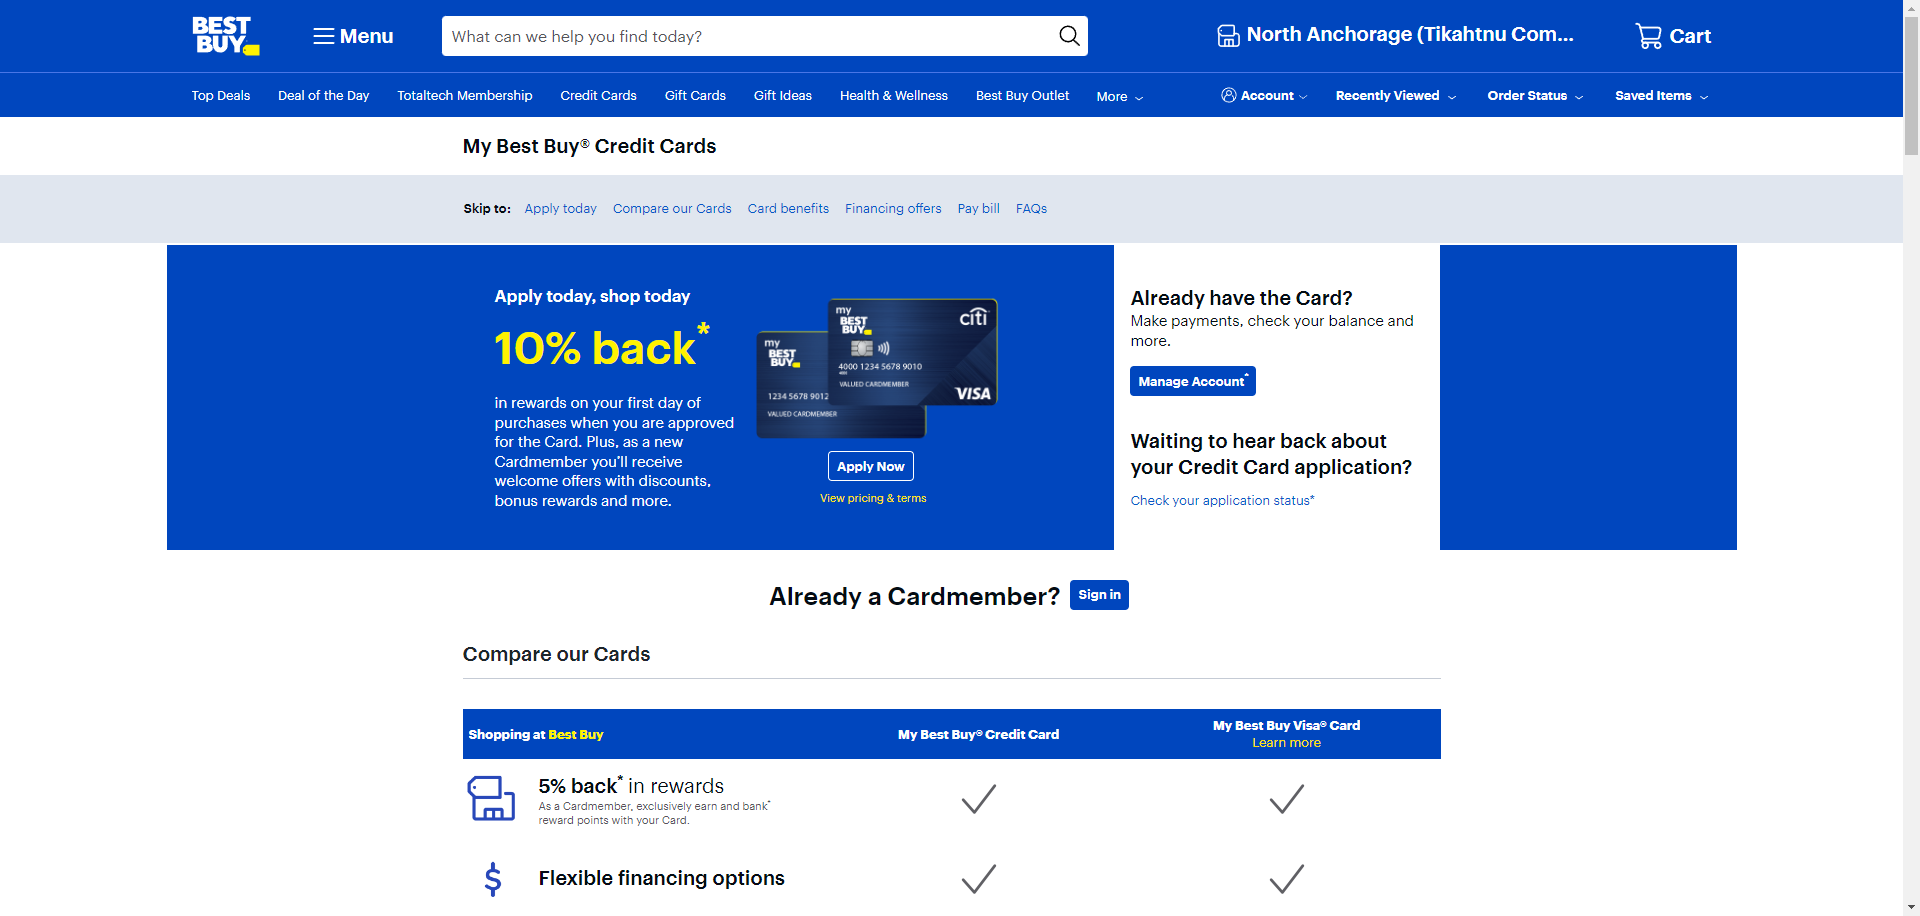 BEST
BUY
Menu
What can we help you find today?
North Anchorage (Tikahtnu Com...
Cart
Top Deals
Deal of the Day
Totaltech Membership
Credit Cards
Gift Cards
Gift Ideas
Health & Wellness
Best Buy Outlet
More
Account
Recently Viewed
Order Status
Saved Items
My Best Buy® Credit Cards
Skip to:
Apply today
Compare our Cards
Card benefits
Financing offers
Pay bill
FAQs
Apply today, shop today
10% back*
in rewards on your first day of
purchases when you are approved
for the Card. Plus, as a new
Cardmember you'll receive
welcome offers with discounts,
bonus rewards and more.
my
BEST
BUY
citi
4000 1234 5678 9010
4000
VALUED CARDMEMBER
VISA
my
BEST
BUY
1234 5678 9012
VALUED CARDMEMBER
Apply Now
View pricing & terms
Already have the Card?
Make payments, check your balance and
more.
Manage Account*
Waiting to hear back about
your Credit Card application?
Check your application status*
Already a Cardmember?
Sign in
Compare our Cards
Shopping at Best Buy
My Best Buy® Credit Card
My Best Buy Visa® Card
Learn more
5% back* in rewards
As a Cardmember, exclusively earn and bank*
reward points with your Card.
$
Flexible financing options